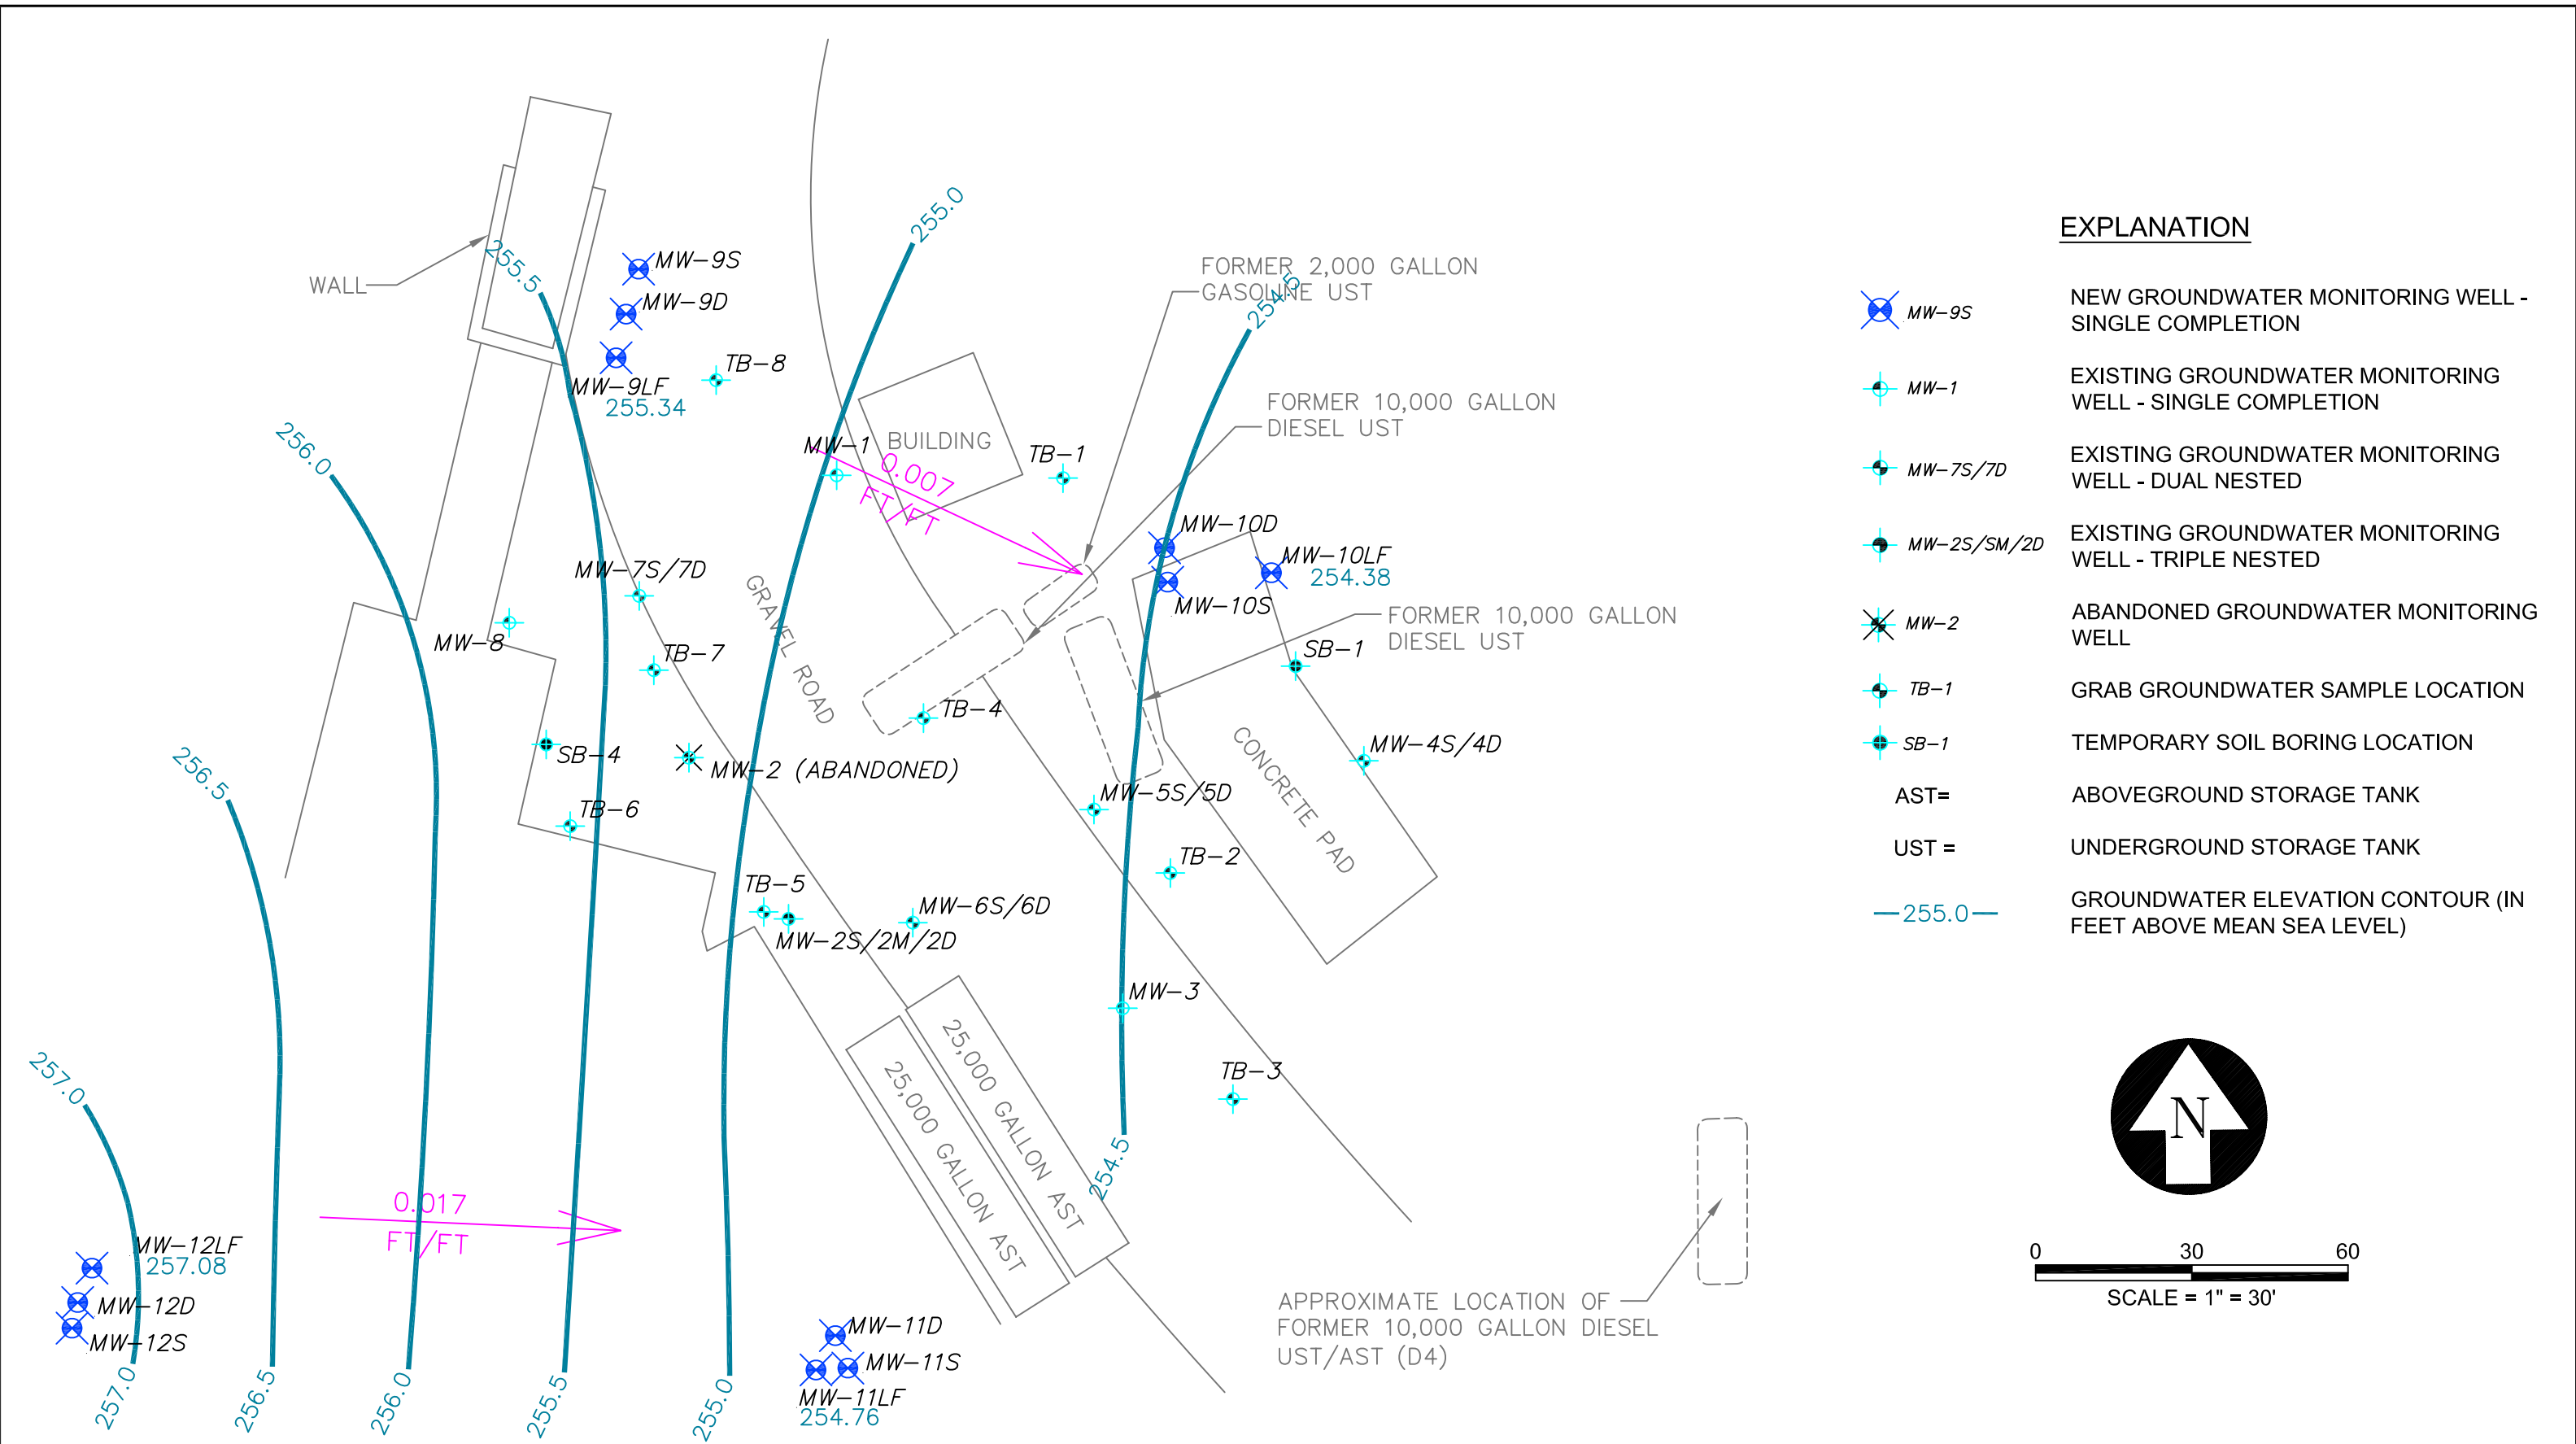 WALL
255.5
MW-9S
MW-9D
MW-9LF
255.34
TB-8
255.0
FORMER 2,000 GALLON
GASOLINE UST
254.5
FORMER 10,000 GALLON
DIESEL UST
256.0
MW-1
BUILDING
TB-1
0.007
FT/FT
MW-10D
MW-10LF
254.38
MW-10S
MW-7S/7D
GRAVEL ROAD
FORMER 10,000 GALLON
DIESEL UST
MW-8
TB-7
SB-1
TB-4
256.5
SB-4
MW-2 (ABANDONED)
MW-4S/4D
CONCRETE PAD
MW-5S/5D
TB-6
TB-2
TB-5
MW-6S/6D
MW-2S/2M/2D
MW-3
257.0
25,000 GALLON AST
25,000 GALLON AST
TB-3
254.5
0.017
FT/FT
MW-12LF
257.08
MW-12D
MW-12S
MW-11D
MW-11S
MW-11LF
254.76
257.0
256.5
256.0
255.5
255.0
APPROXIMATE LOCATION OF
FORMER 10,000 GALLON DIESEL
UST/AST (D4)
EXPLANATION
MW-9S
NEW GROUNDWATER MONITORING WELL -
SINGLE COMPLETION
MW-1
EXISTING GROUNDWATER MONITORING
WELL - SINGLE COMPLETION
MW-7S/7D
EXISTING GROUNDWATER MONITORING
WELL - DUAL NESTED
MW-2S/SM/2D
EXISTING GROUNDWATER MONITORING
WELL - TRIPLE NESTED
MW-2
ABANDONED GROUNDWATER MONITORING
WELL
TB-1
GRAB GROUNDWATER SAMPLE LOCATION
SB-1
TEMPORARY SOIL BORING LOCATION
AST=
ABOVEGROUND STORAGE TANK
UST =
UNDERGROUND STORAGE TANK
255.0
GROUNDWATER ELEVATION CONTOUR (IN
FEET ABOVE MEAN SEA LEVEL)
N
0 30 60
SCALE = 1" = 30'